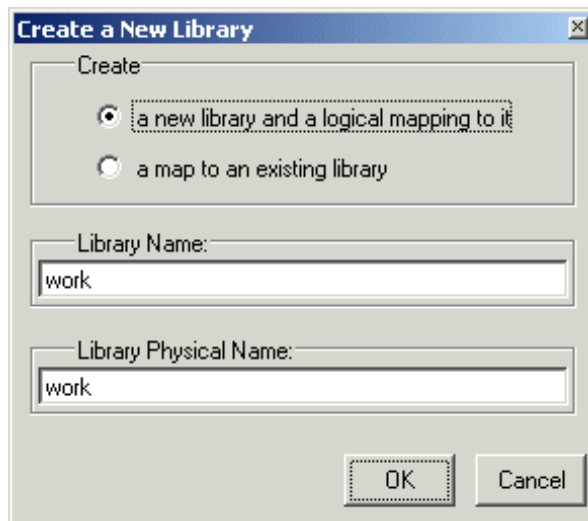 Create a New Library
Create
a new library and a logical mapping to it
a map to an existing library
Library Name:
work
Library Physical Name:
work
OK
Cancel